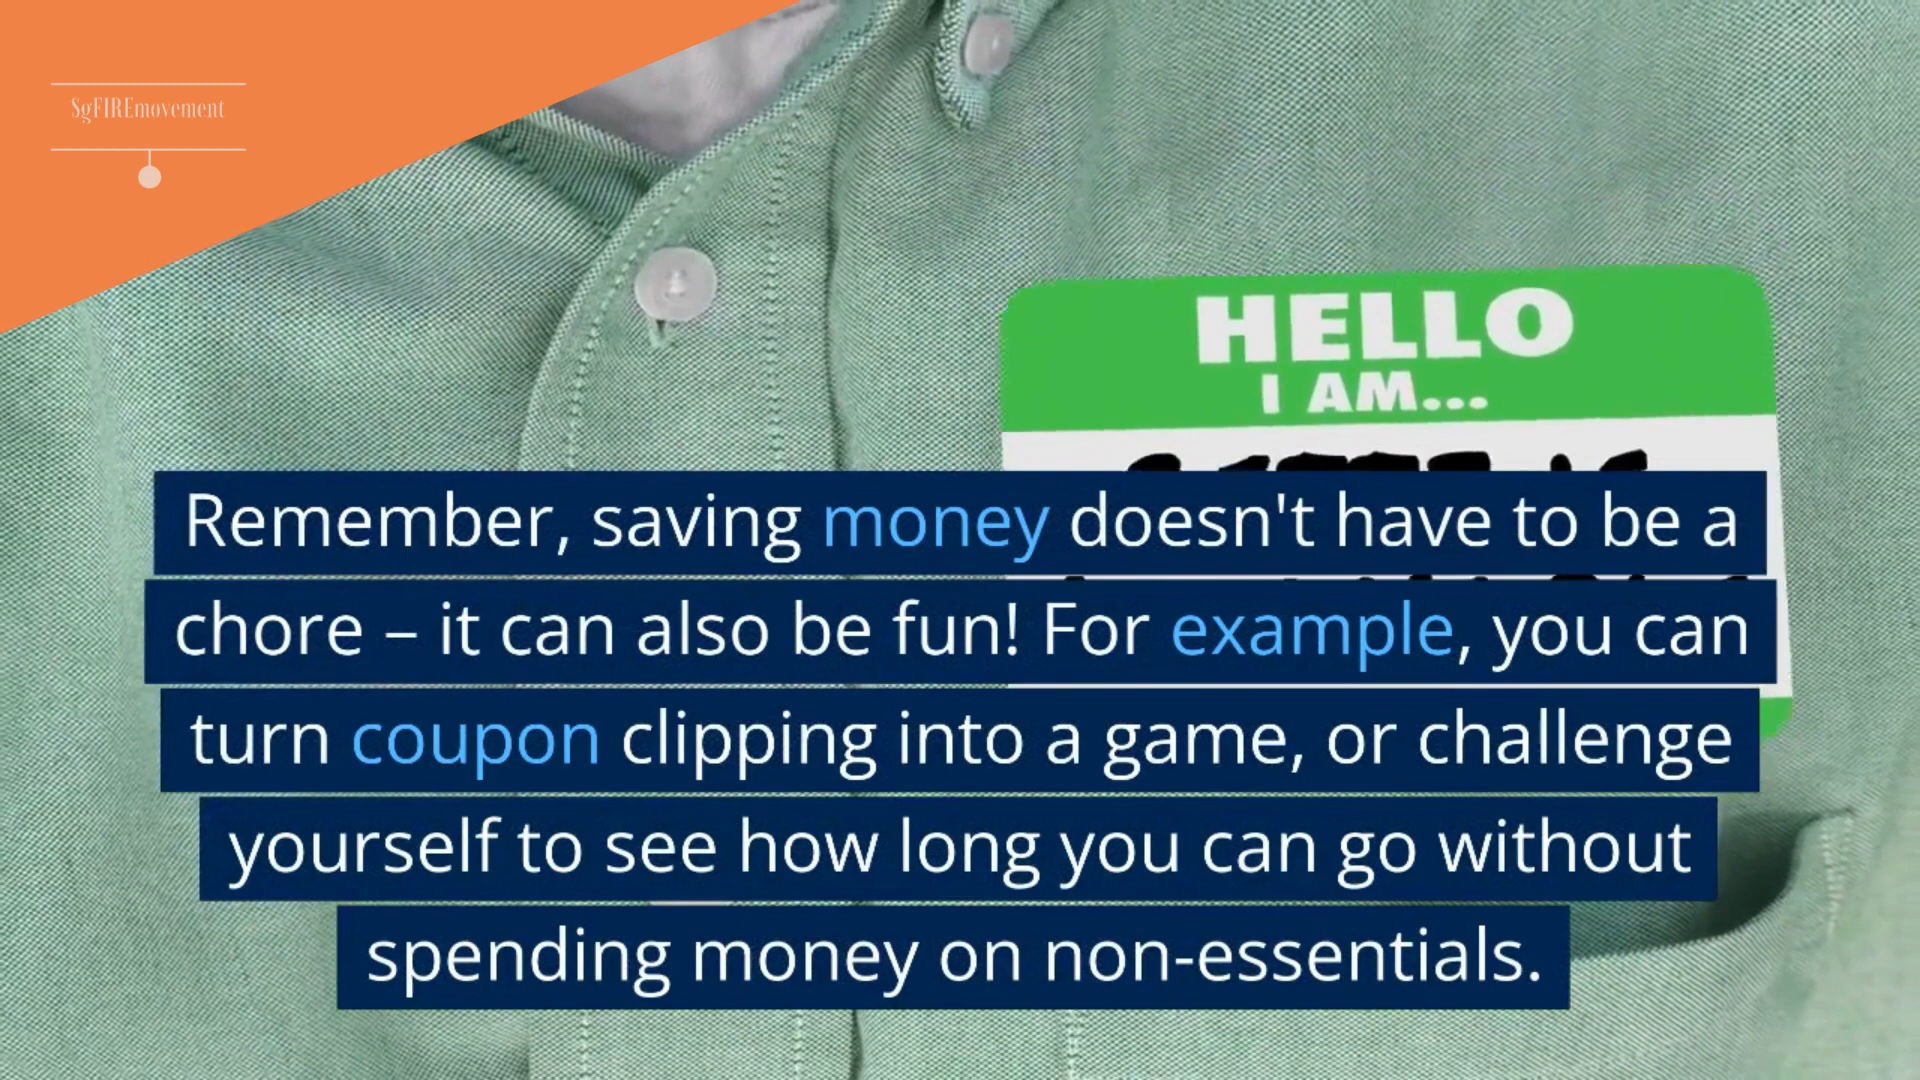 SgFIREmovement
HELLO
I AM...
Remember, saving money doesn't have to be a
chore – it can also be fun! For example, you can
turn coupon clipping into a game, or challenge
yourself to see how long you can go without
spending money on non-essentials.